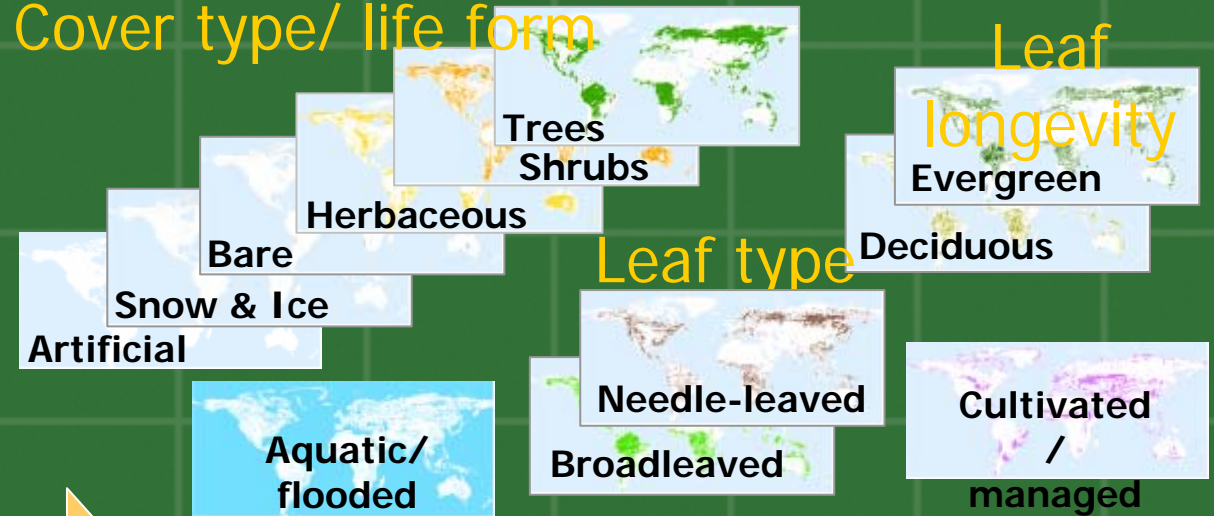 Cover type/ life form
Trees
Shrubs
Herbaceous
Bare
Snow & Ice
Artificial
Leaf
longevity
Evergreen
Deciduous
Leaf type
Needle-leaved
Broadleaved
Aquatic/
flooded
Cultivated
/
managed